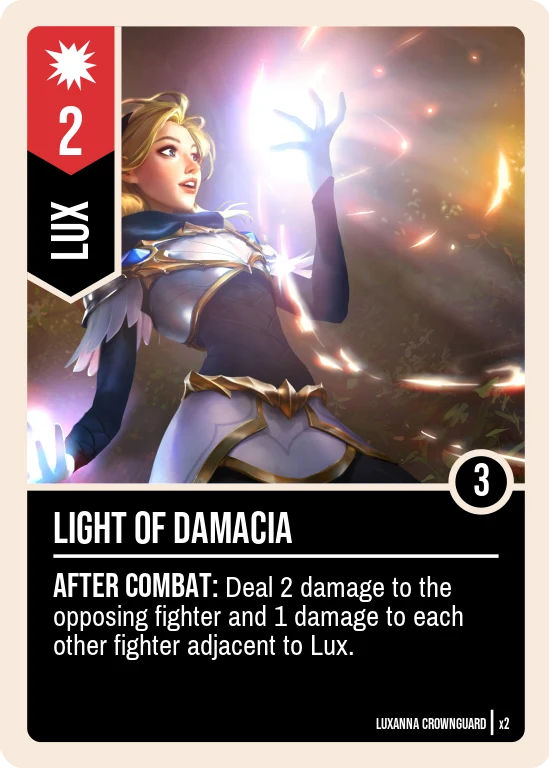 2
LUX
3
LIGHT OF DAMACIA
AFTER COMBAT: Deal 2 damage to the
opposing fighter and 1 damage to each
other fighter adjacent to Lux.
LUXANNA CROWNGUARD | x2